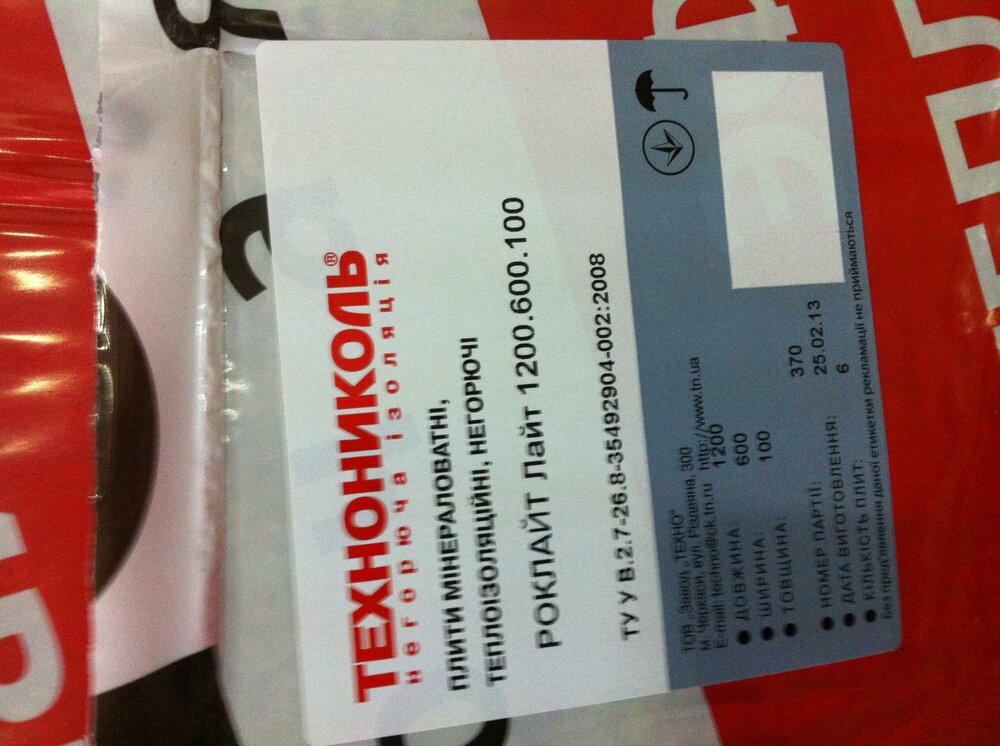 ТЕХНОНИКОЛЬ®
негорюча ізоляція
ПЛИТИ МІНЕРАЛОВАТНІ,
ТЕПЛОІЗОЛЯЦІЙНІ, НЕГОРЮЧІ
РОКЛАЙТ Лайт 1200.600.100
ТУ У В.2.7-26.8-35492904-002:2008
ТОВ „Завод „ТЕХНО"
м. Черкаси, вул. Різдвяна, 300
E-mail: techno@ck.tn.ru http://www.tn.ua
● ДОВЖИНА: 1200
● ШИРИНА: 600
● ТОВЩИНА: 100
● НОМЕР ПАРТІЇ: 370
● ДАТА ВИГОТОВЛЕННЯ: 25.02.13
● КІЛЬКІСТЬ ПЛИТ: 6
Без пред'явлення даної етикетки рекламації не приймаються